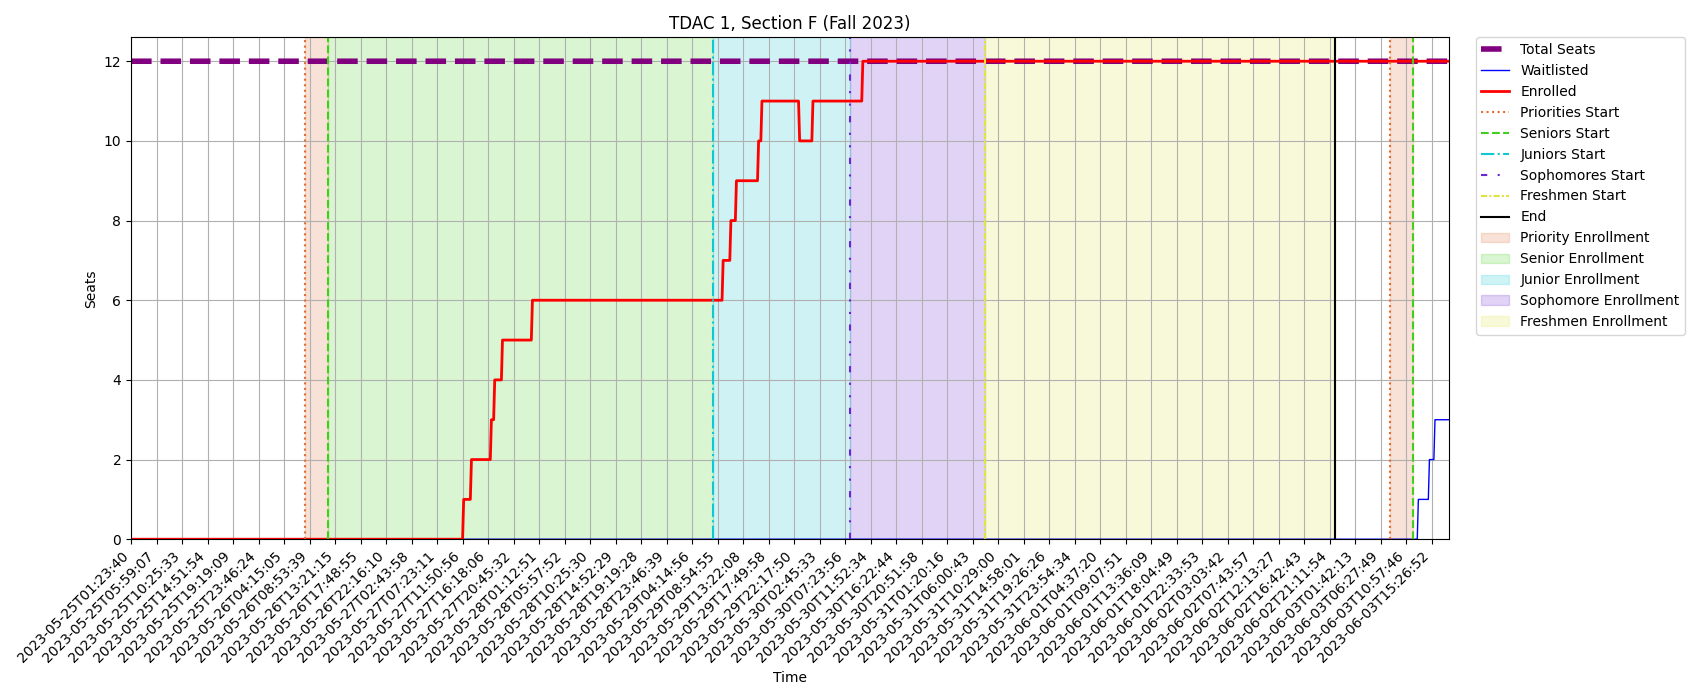 TDAC 1, Section F (Fall 2023)
Seats
12
10
8
6
4
2
0
2023-05-25T01:23:40
2023-05-25T05:59:07
2023-05-25T10:25:33
2023-05-25T14:51:54
2023-05-25T19:19:09
2023-05-25T23:46:24
2023-05-26T04:15:05
2023-05-26T08:53:39
2023-05-26T13:21:15
2023-05-26T17:48:55
2023-05-26T22:16:10
2023-05-27T02:43:58
2023-05-27T07:23:11
2023-05-27T11:50:56
2023-05-27T16:18:06
2023-05-27T20:45:32
2023-05-28T01:12:51
2023-05-28T05:57:52
2023-05-28T10:25:30
2023-05-28T14:52:29
2023-05-28T19:19:28
2023-05-28T23:46:39
2023-05-29T04:14:56
2023-05-29T08:54:55
2023-05-29T13:22:08
2023-05-29T17:49:58
2023-05-29T22:17:50
2023-05-30T02:45:33
2023-05-30T07:23:56
2023-05-30T11:52:34
2023-05-30T16:22:44
2023-05-30T20:51:58
2023-05-31T01:20:16
2023-05-31T06:00:43
2023-05-31T10:29:00
2023-05-31T14:58:01
2023-05-31T19:26:26
2023-05-31T23:54:34
2023-06-01T04:37:20
2023-06-01T09:07:51
2023-06-01T13:36:09
2023-06-01T18:04:49
2023-06-01T22:33:53
2023-06-02T03:03:42
2023-06-02T07:43:57
2023-06-02T12:13:27
2023-06-02T16:42:43
2023-06-02T21:11:54
2023-06-03T01:42:13
2023-06-03T06:27:49
2023-06-03T10:57:46
2023-06-03T15:26:52
Time
Total Seats
Waitlisted
Enrolled
Priorities Start
Seniors Start
Juniors Start
Sophomores Start
Freshmen Start
End
Priority Enrollment
Senior Enrollment
Junior Enrollment
Sophomore Enrollment
Freshmen Enrollment